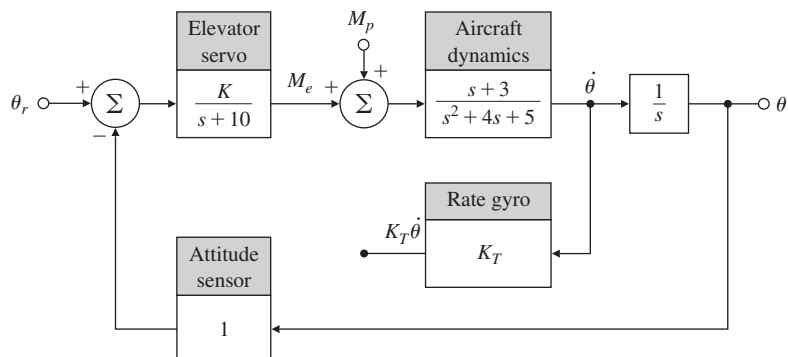 Elevator
servo
M_p
Aircraft
dynamics
θ_r
+
−
Σ
K
s + 10
M_e
+
+
Σ
s + 3
s² + 4s + 5
θ̇
1
s
θ
Rate gyro
K_T θ̇
K_T
Attitude
sensor
1